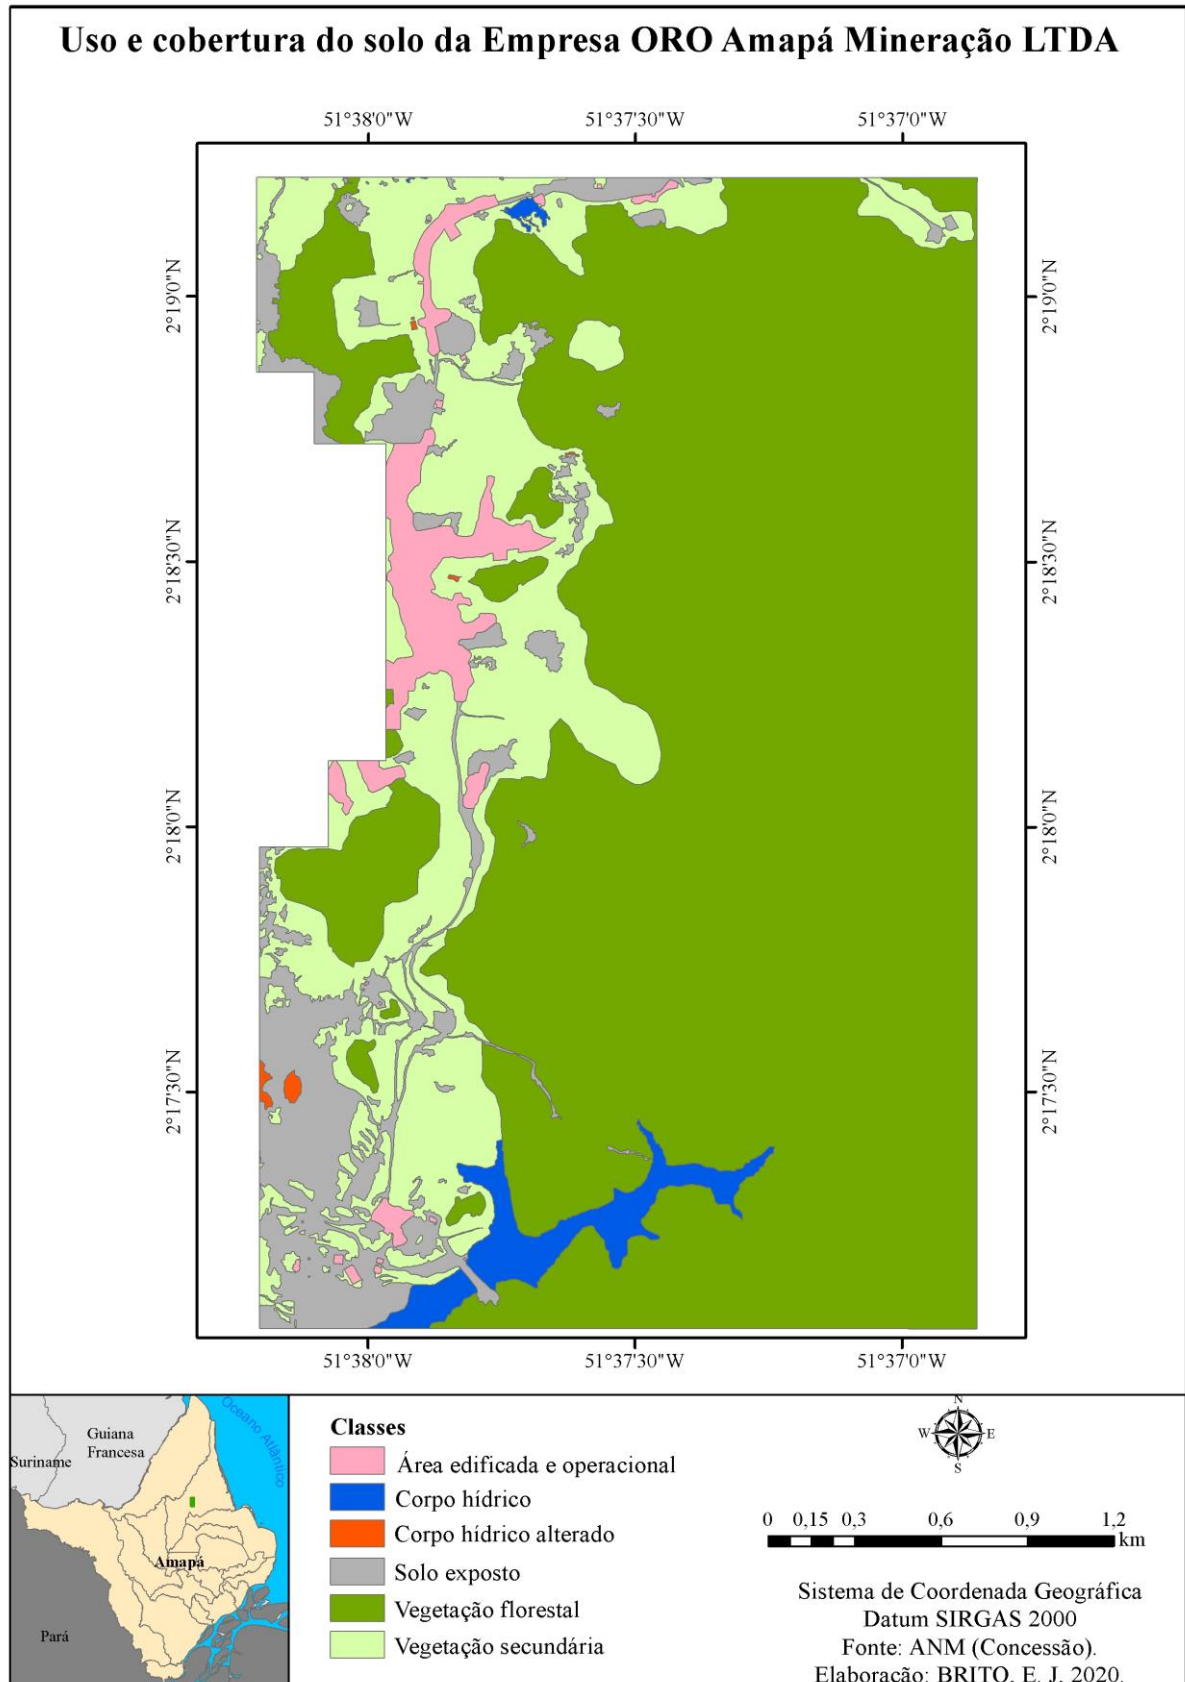 Uso e cobertura do solo da Empresa ORO Amapá Mineração LTDA
51°38'0"W 51°37'30"W 51°37'0"W
2°19'0"N 2°19'0"N
2°18'30"N 2°18'30"N
2°18'0"N 2°18'0"N
2°17'30"N 2°17'30"N
51°38'0"W 51°37'30"W 51°37'0"W
Oceano Atlântico
Guiana
Francesa
Suriname
Amapá
Pará
Classes
Área edificada e operacional
Corpo hídrico
Corpo hídrico alterado
Solo exposto
Vegetação florestal
Vegetação secundária
N
W E
S
0 0,15 0,3 0,6 0,9 1,2
km
Sistema de Coordenada Geográfica
Datum SIRGAS 2000
Fonte: ANM (Concessão).
Elaboração: BRITO, E. J, 2020.